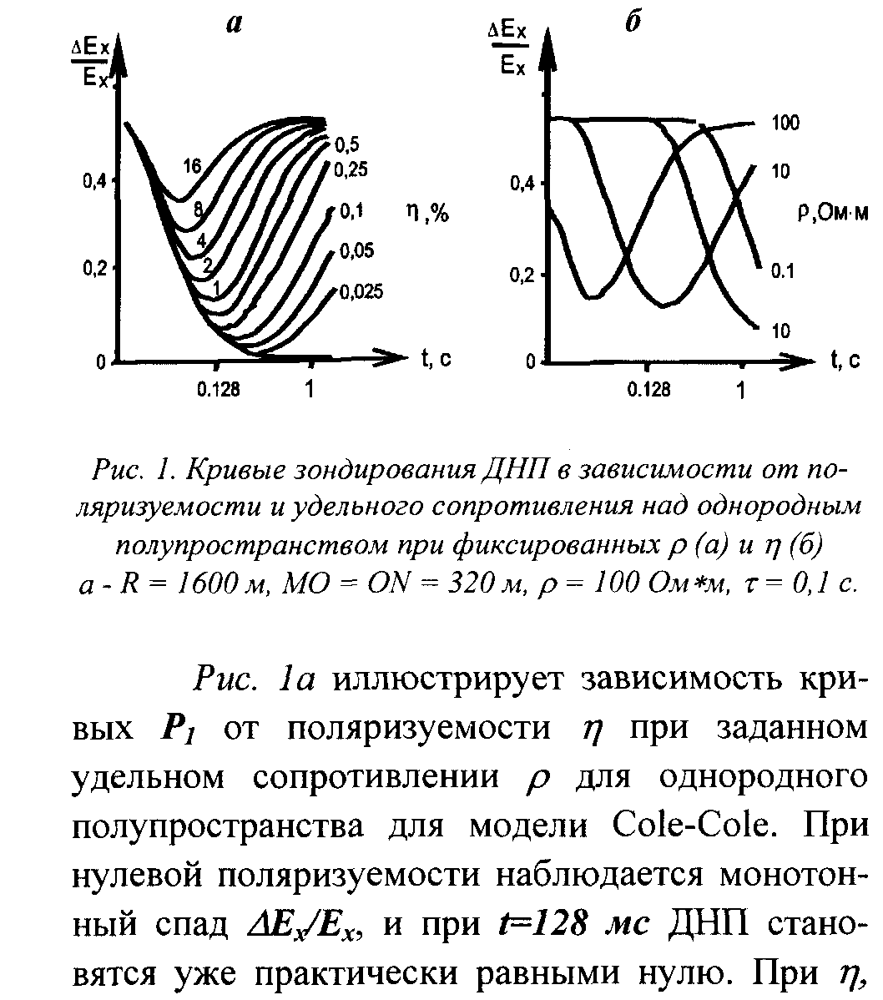 а
б
ΔEx
Ex
0,4
0,2
0
16
8
4
2
1
0,5
0,25
0,1
0,05
0,025
η ,%
0.128
1
t, c
ΔEx
Ex
0,4
0,2
0
100
10
ρ,Ом·м
0.1
10
0.128
1
t, c
Рис. 1. Кривые зондирования ДНП в зависимости от по-
ляризуемости и удельного сопротивления над однородным
полупространством при фиксированных ρ (а) и η (б)
а - R = 1600 м, MO = ON = 320 м, ρ = 100 Ом*м, τ = 0,1 с.
Рис. 1а иллюстрирует зависимость кри-
вых P1 от поляризуемости η при заданном
удельном сопротивлении ρ для однородного
полупространства для модели Cole-Cole. При
нулевой поляризуемости наблюдается монотон-
ный спад ΔEx/Ex, и при t=128 мс ДНП стано-
вятся уже практически равными нулю. При η,